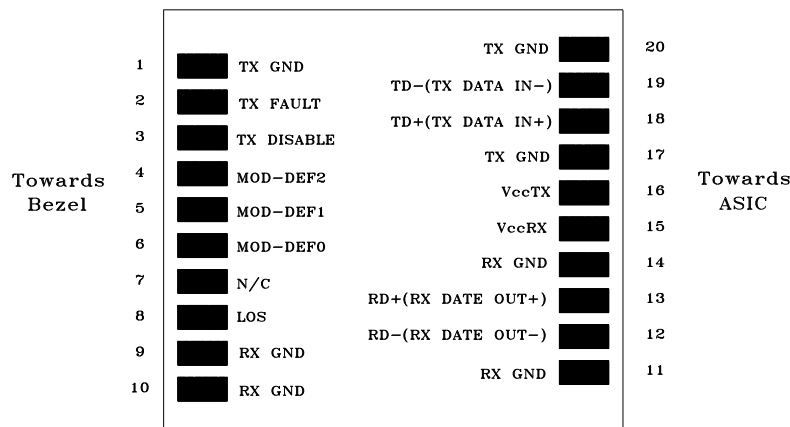 Towards
Bezel
1 TX GND
2 TX FAULT
3 TX DISABLE
4 MOD-DEF2
5 MOD-DEF1
6 MOD-DEF0
7 N/C
8 LOS
9 RX GND
10 RX GND
TX GND 20
TD-(TX DATA IN-) 19
TD+(TX DATA IN+) 18
TX GND 17
VccTX 16
VccRX 15
RX GND 14
RD+(RX DATE OUT+) 13
RD-(RX DATE OUT-) 12
RX GND 11
Towards
ASIC